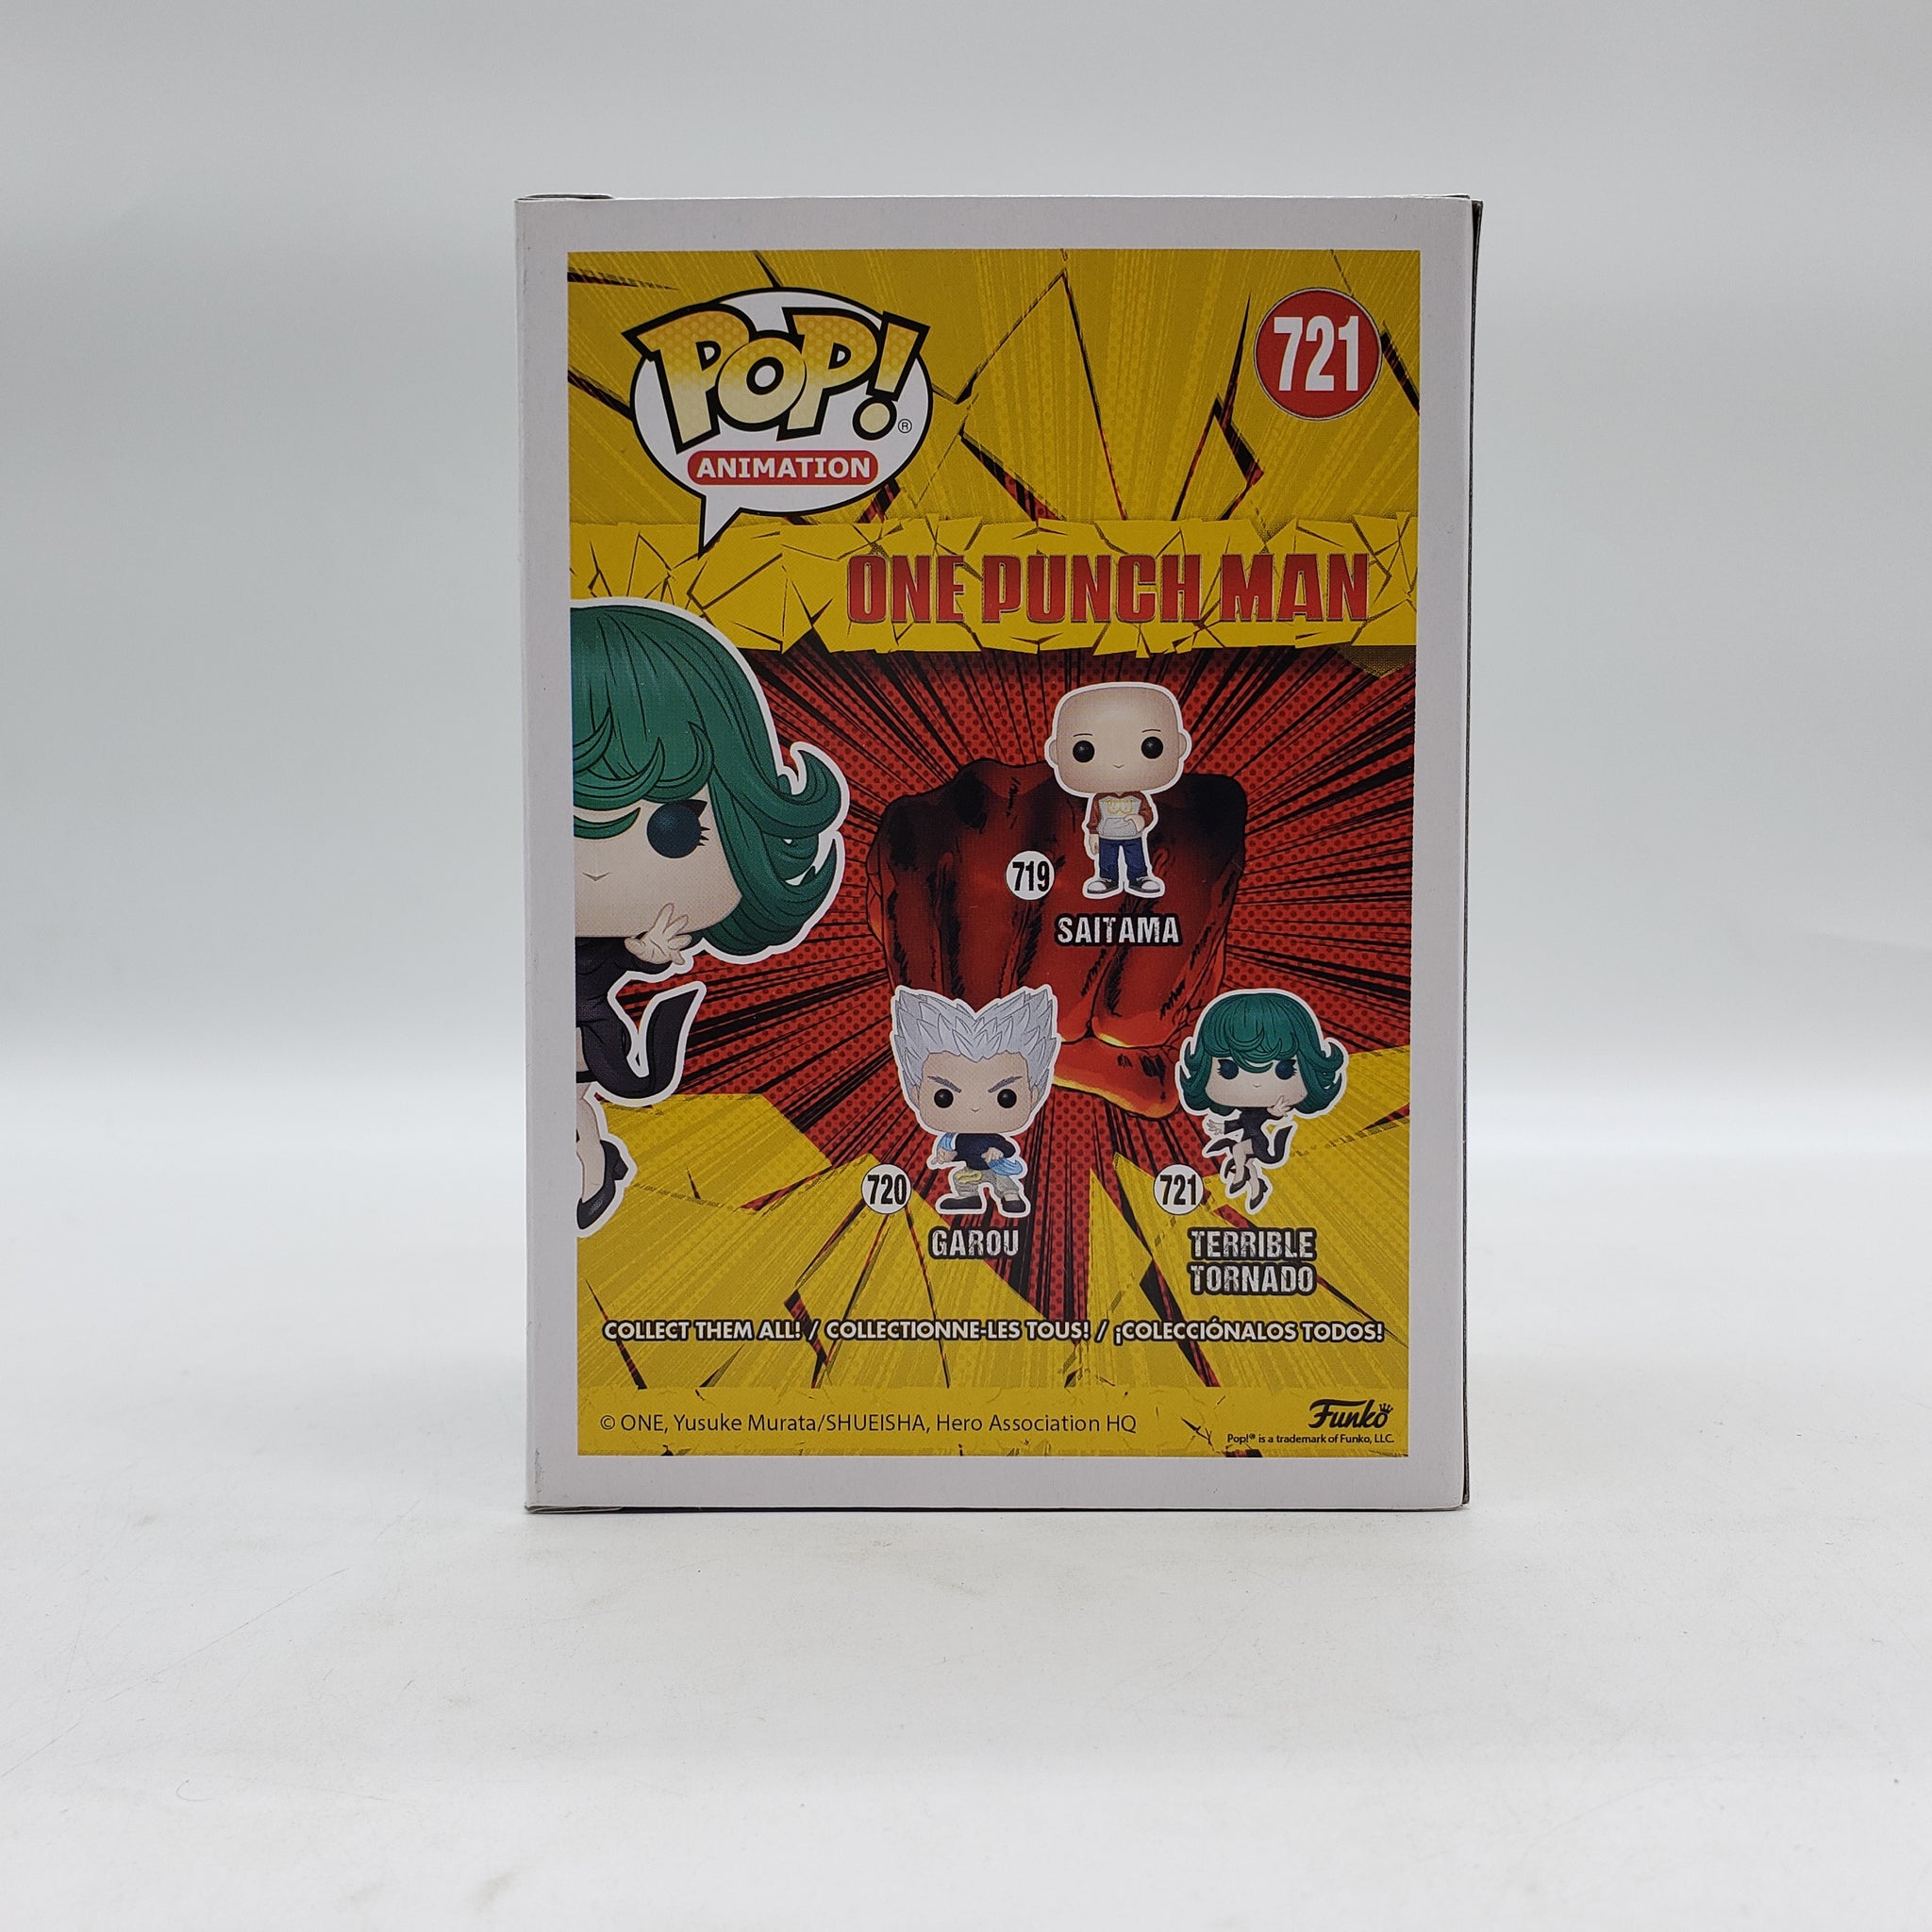 POP!®
ANIMATION
721
ONE PUNCH MAN
719
SAITAMA
720
GAROU
721
TERRIBLE
TORNADO
COLLECT THEM ALL! / COLLECTIONNE-LES TOUS! / ¡COLECCIÓNALOS TODOS!
© ONE, Yusuke Murata/SHUEISHA, Hero Association HQ
Funko
Pop!® is a trademark of Funko, LLC.